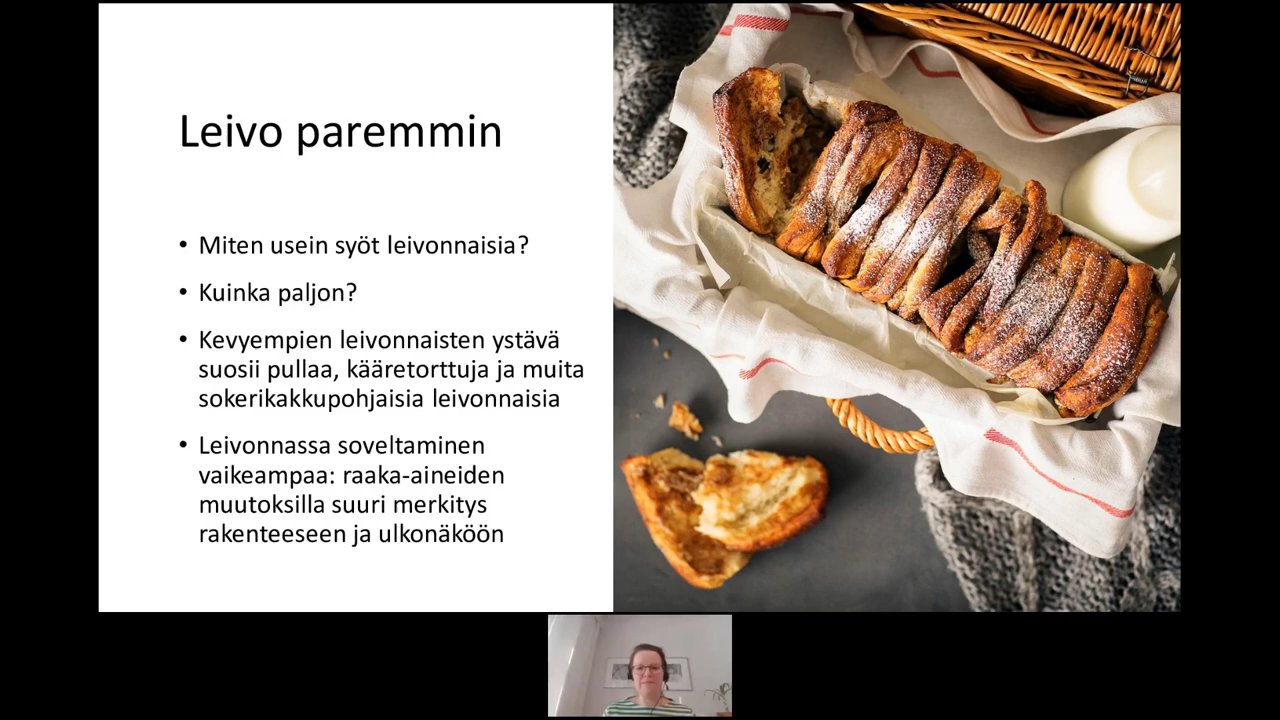 Leivo paremmin
• Miten usein syöt leivonnaisia?
• Kuinka paljon?
• Kevyempien leivonnaisten ystävä
suosii pullaa, kääretorttuja ja muita
sokerikakkupohjaisia leivonnaisia
• Leivonnassa soveltaminen
vaikeampaa: raaka-aineiden
muutoksilla suuri merkitys
rakenteeseen ja ulkonäköön